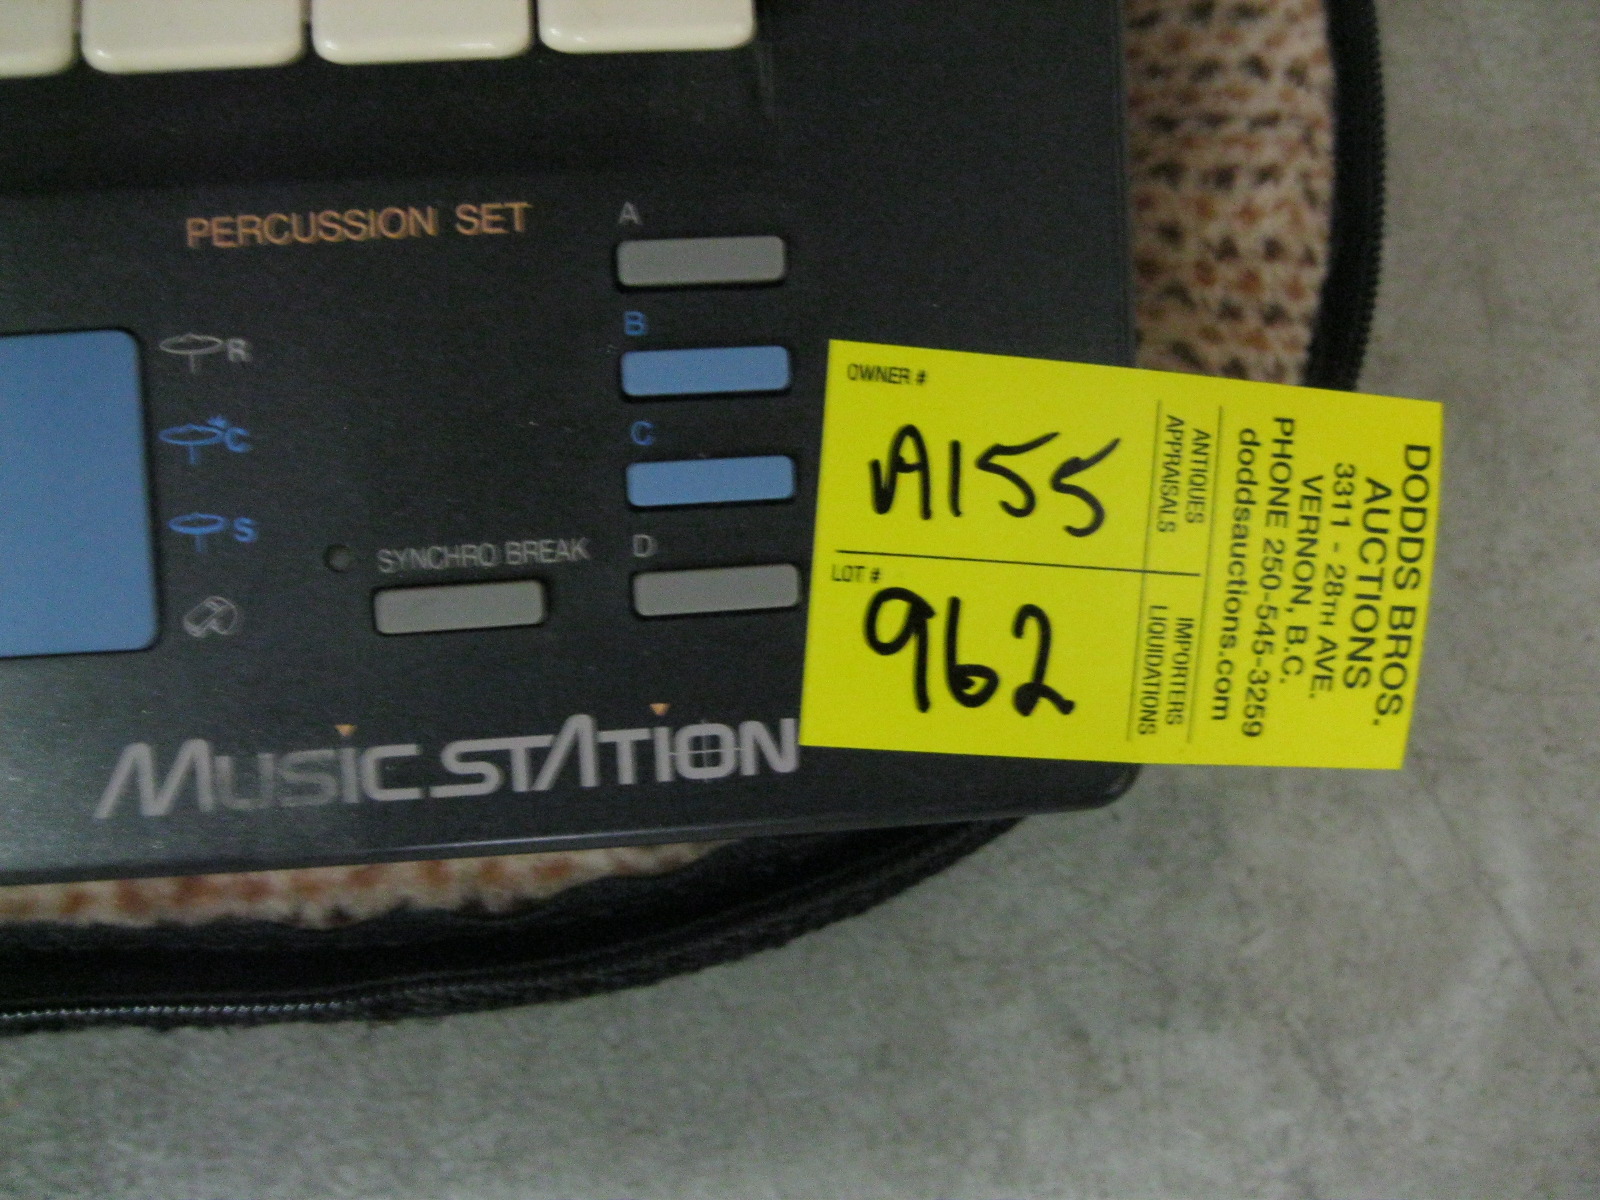 PERCUSSION SET
A
B
C
D
R
C
S
SYNCHRO BREAK
MUSIC STATION
OWNER #
A155
LOT #
962
ANTIQUES
APPRAISALS
IMPORTERS
LIQUIDATIONS
DODDS BROS.
AUCTIONS
3311 - 28TH AVE.
VERNON, B.C.
PHONE 250-545-3259
doddsauctions.com